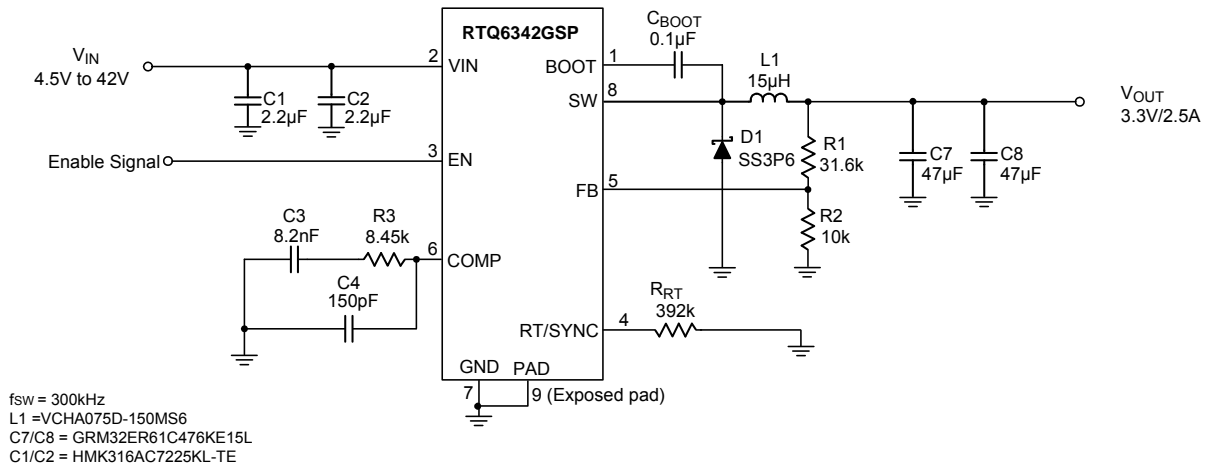 RTQ6342GSP
CBOOT
0.1µF
VIN
4.5V to 42V
2
VIN
BOOT
1
L1
15µH
8
SW
VOUT
3.3V/2.5A
C1
2.2µF
C2
2.2µF
D1
SS3P6
R1
31.6k
C7
47µF
C8
47µF
Enable Signal
3
EN
FB
5
R2
10k
C3
8.2nF
R3
8.45k
6
COMP
C4
150pF
RRT
392k
RT/SYNC
4
GND
PAD
7
9 (Exposed pad)
fsw = 300kHz
L1 =VCHA075D-150MS6
C7/C8 = GRM32ER61C476KE15L
C1/C2 = HMK316AC7225KL-TE